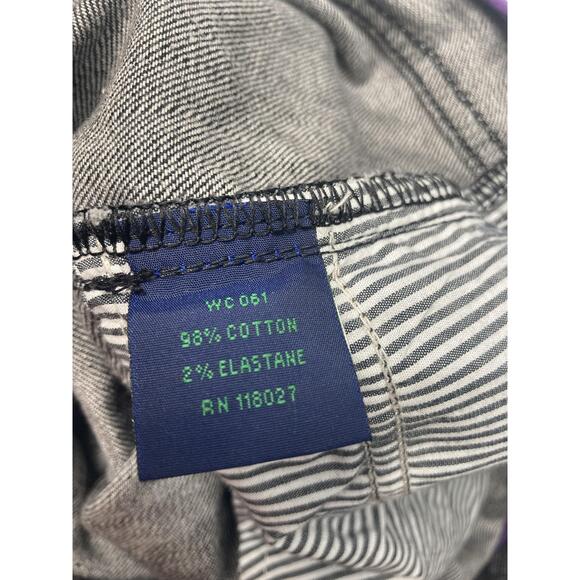 WC 061
98% COTTON
2% ELASTANE
RN 118027